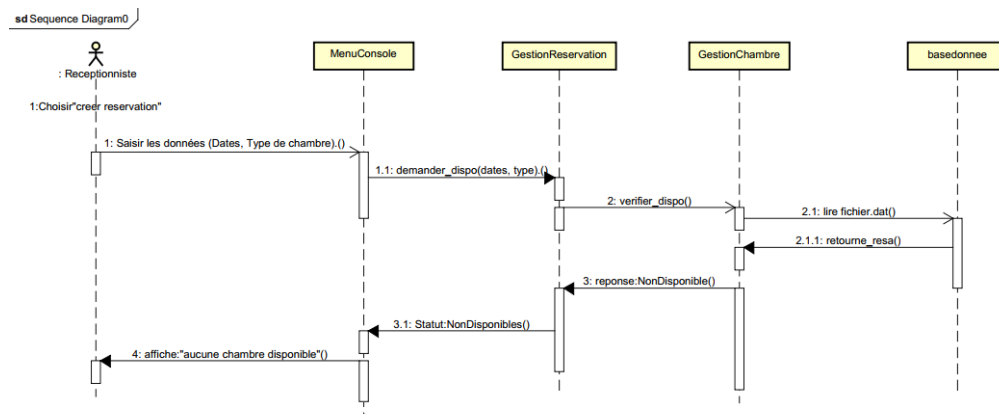 sd Sequence Diagram0
: Receptionniste
MenuConsole
GestionReservation
GestionChambre
basedonnee
1:Choisir"creer reservation"
1: Saisir les données (Dates, Type de chambre).()
1.1: demander_dispo(dates, type).()
2: verifier_dispo()
2.1: lire fichier.dat()
2.1.1: retourne_resa()
3: reponse:NonDisponible()
3.1: Statut:NonDisponibles()
4: affiche:"aucune chambre disponible"()